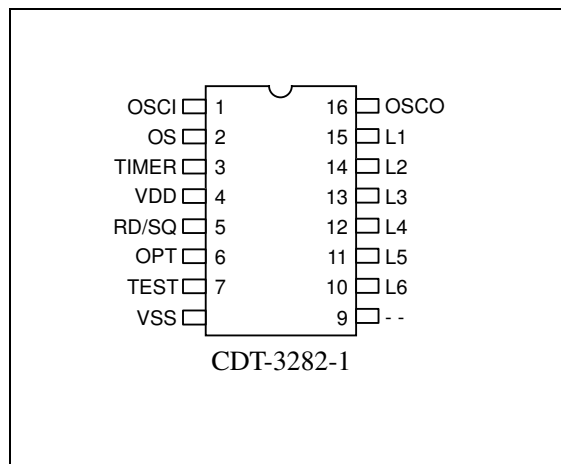 OSCI 1 16 OSCO
OS 2 15 L1
TIMER 3 14 L2
VDD 4 13 L3
RD/SQ 5 12 L4
OPT 6 11 L5
TEST 7 10 L6
VSS 9 - -
CDT-3282-1